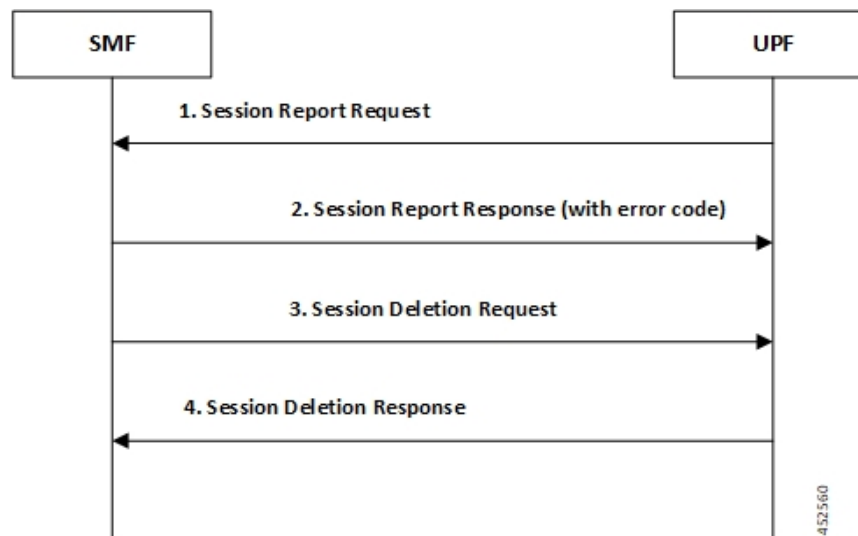 SMF
UPF
1. Session Report Request
2. Session Report Response (with error code)
3. Session Deletion Request
4. Session Deletion Response
452560